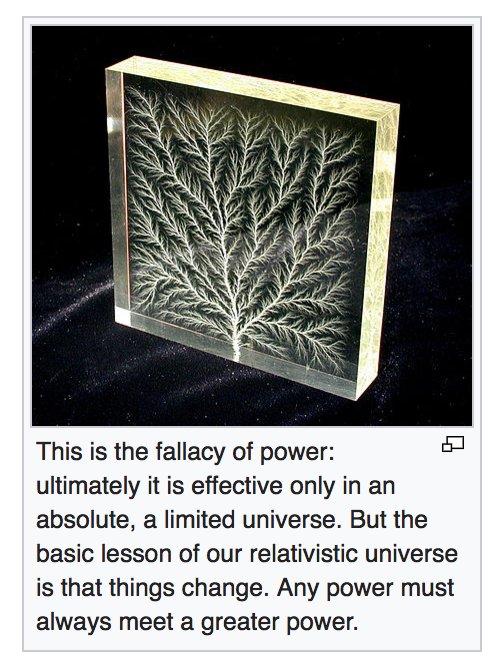 This is the fallacy of power:
ultimately it is effective only in an
absolute, a limited universe. But the
basic lesson of our relativistic universe
is that things change. Any power must
always meet a greater power.